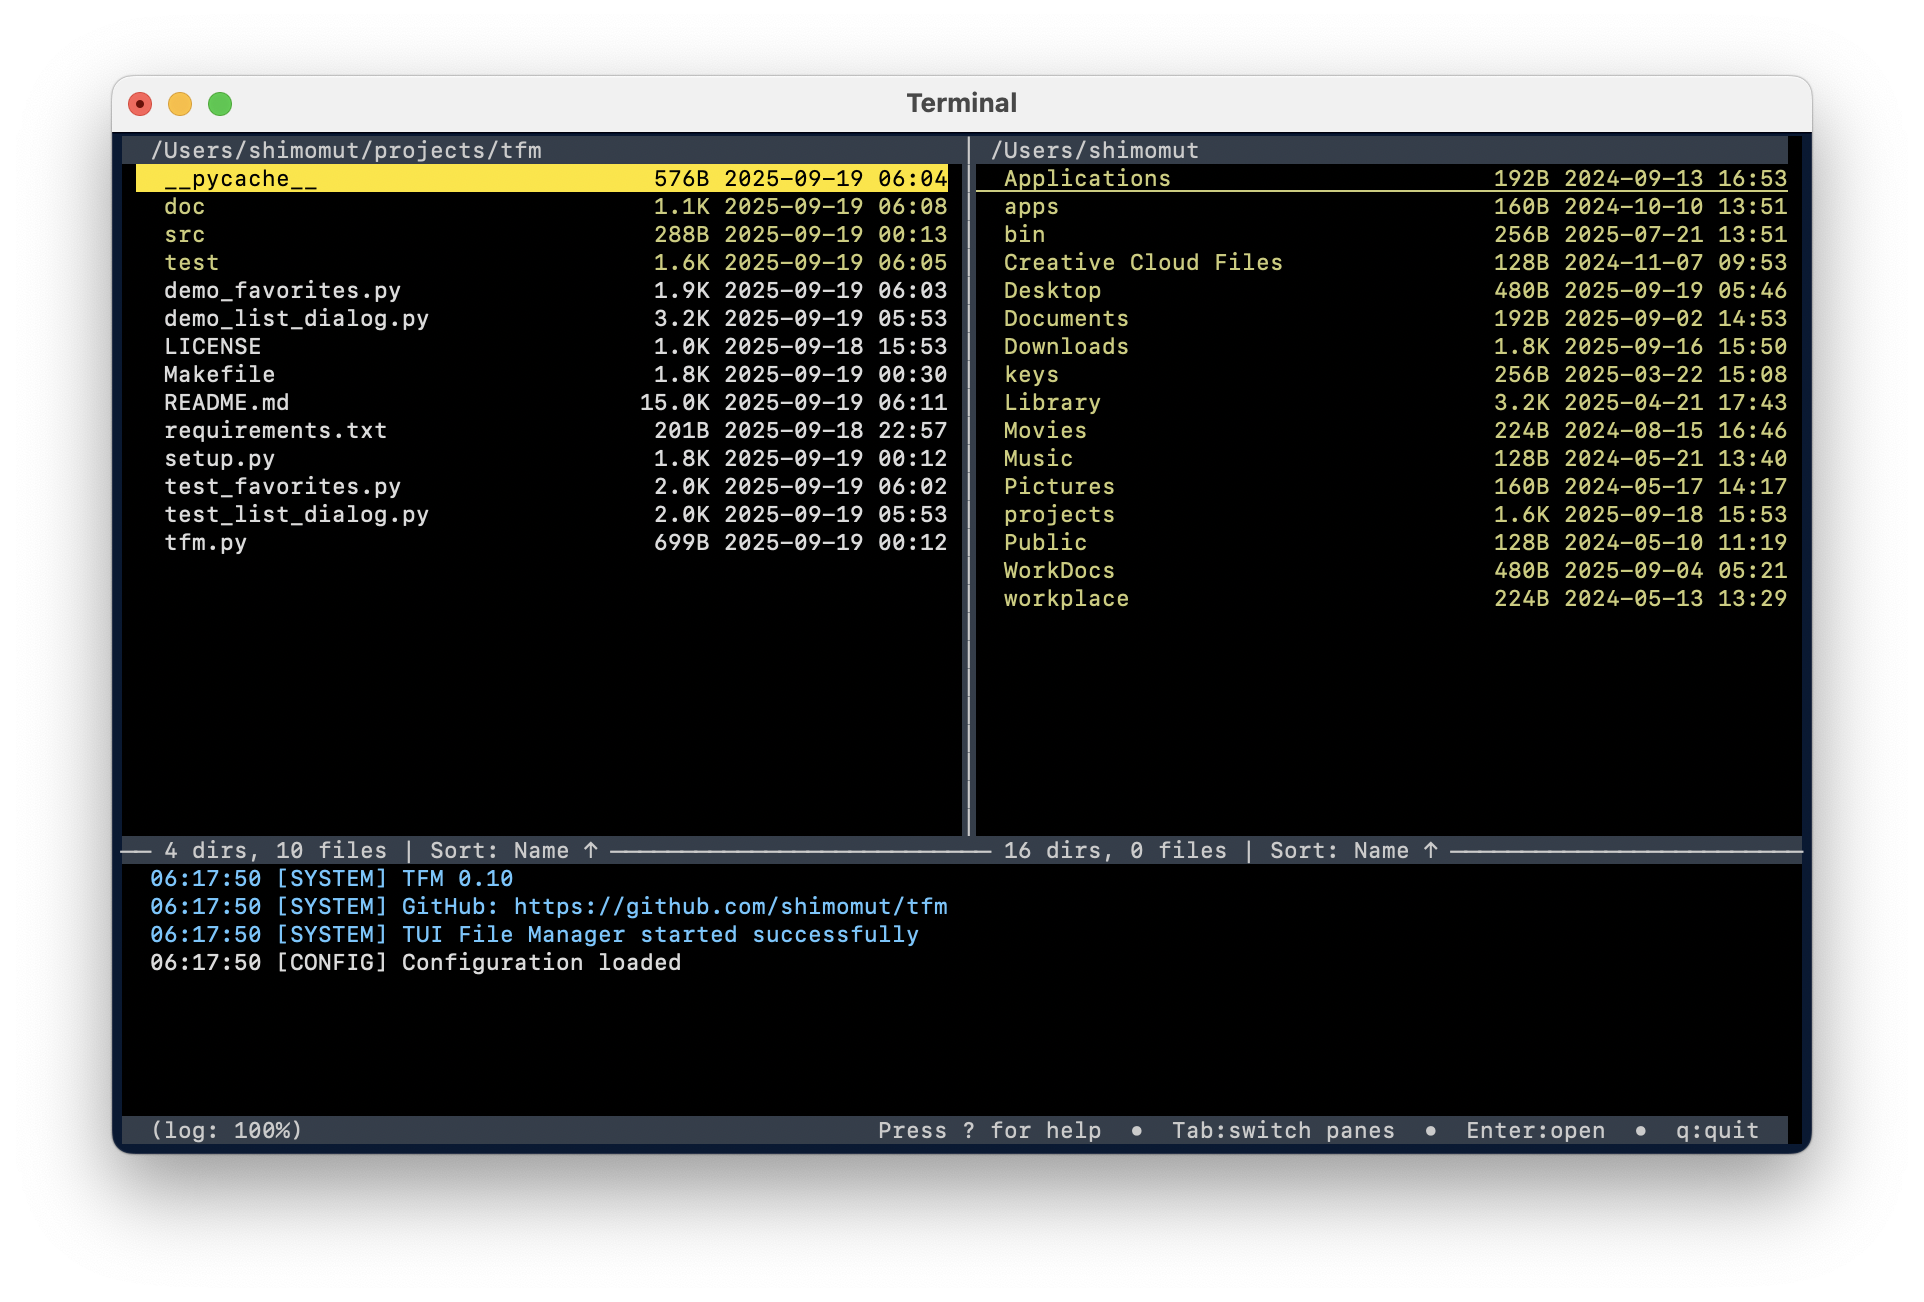 Terminal
/Users/shimomut/projects/tfm
__pycache__ 576B 2025-09-19 06:04
doc 1.1K 2025-09-19 06:08
src 288B 2025-09-19 00:13
test 1.6K 2025-09-19 06:05
demo_favorites.py 1.9K 2025-09-19 06:03
demo_list_dialog.py 3.2K 2025-09-19 05:53
LICENSE 1.0K 2025-09-18 15:53
Makefile 1.8K 2025-09-19 00:30
README.md 15.0K 2025-09-19 06:11
requirements.txt 201B 2025-09-18 22:57
setup.py 1.8K 2025-09-19 00:12
test_favorites.py 2.0K 2025-09-19 06:02
test_list_dialog.py 2.0K 2025-09-19 05:53
tfm.py 699B 2025-09-19 00:12
4 dirs, 10 files | Sort: Name ↑
/Users/shimomut
Applications 192B 2024-09-13 16:53
apps 160B 2024-10-10 13:51
bin 256B 2025-07-21 13:51
Creative Cloud Files 128B 2024-11-07 09:53
Desktop 480B 2025-09-19 05:46
Documents 192B 2025-09-02 14:53
Downloads 1.8K 2025-09-16 15:50
keys 256B 2025-03-22 15:08
Library 3.2K 2025-04-21 17:43
Movies 224B 2024-08-15 16:46
Music 128B 2024-05-21 13:40
Pictures 160B 2024-05-17 14:17
projects 1.6K 2025-09-18 15:53
Public 128B 2024-05-10 11:19
WorkDocs 480B 2025-09-04 05:21
workplace 224B 2024-05-13 13:29
16 dirs, 0 files | Sort: Name ↑
06:17:50 [SYSTEM] TFM 0.10
06:17:50 [SYSTEM] GitHub: https://github.com/shimomut/tfm
06:17:50 [SYSTEM] TUI File Manager started successfully
06:17:50 [CONFIG] Configuration loaded
(log: 100%) Press ? for help • Tab:switch panes • Enter:open • q:quit